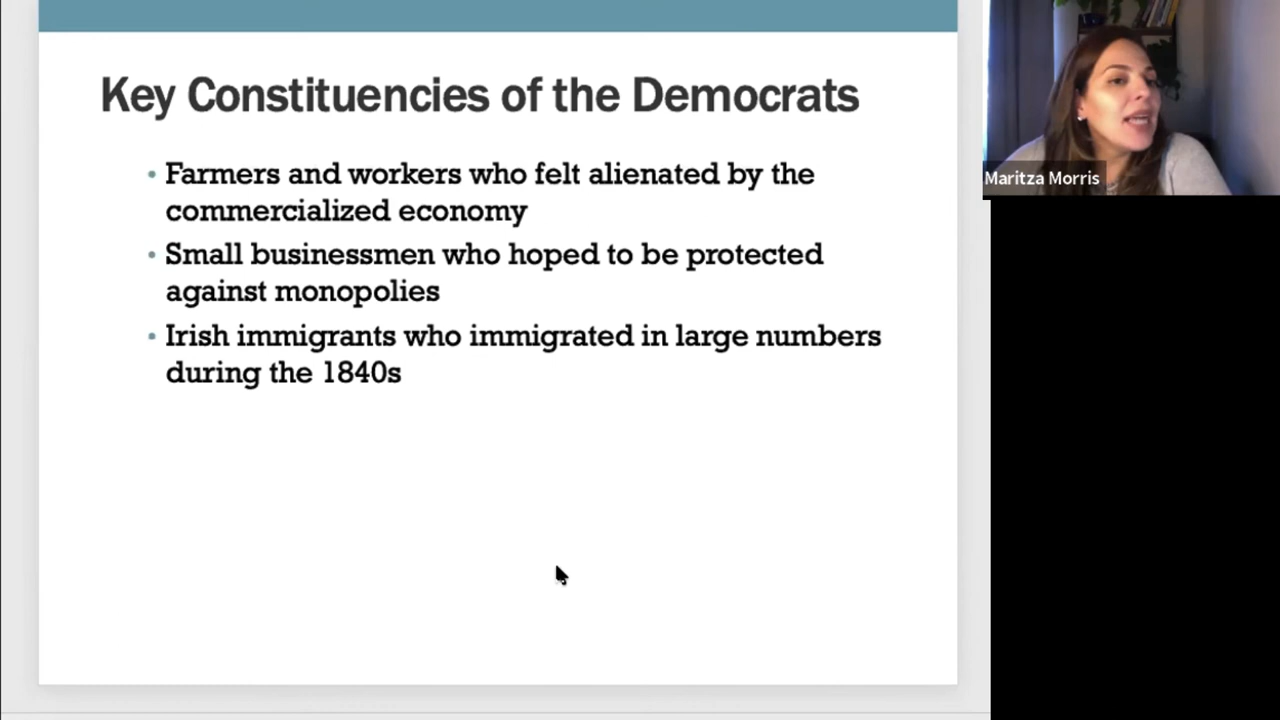 Key Constituencies of the Democrats
• Farmers and workers who felt alienated by the
commercialized economy
• Small businessmen who hoped to be protected
against monopolies
• Irish immigrants who immigrated in large numbers
during the 1840s
Maritza Morris